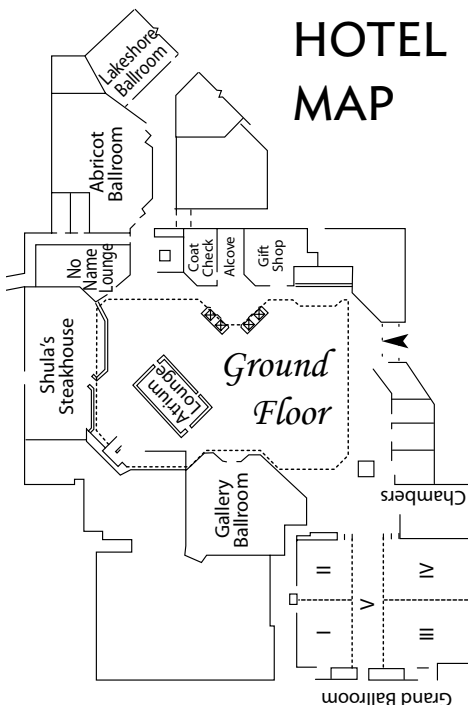 HOTEL
MAP
Lakeshore
Ballroom
Abricot
Ballroom
No
Name
Lounge
Coat
Check
Alcove
Gift
Shop
Shula's
Steakhouse
Atrium
Lounge
Ground
Floor
Gallery
Ballroom
Chambers
II
IV
V
I
III
Grand Ballroom